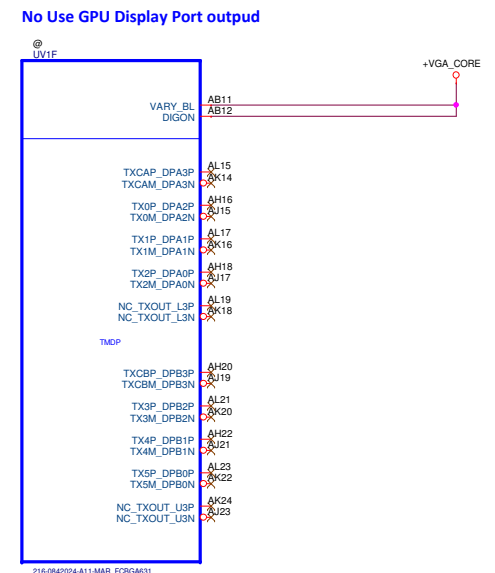 No Use GPU Display Port outpud
@
UV1F
+VGA_CORE
VARY_BL AB11
DIGON AB12
TXCAP_DPA3P AL15
TXCAM_DPA3N AK14
TX0P_DPA2P AH16
TX0M_DPA2N AJ15
TX1P_DPA1P AL17
TX1M_DPA1N AK16
TX2P_DPA0P AH18
TX2M_DPA0N AJ17
NC_TXOUT_L3P AL19
NC_TXOUT_L3N AK18
TMDP
TXCBP_DPB3P AH20
TXCBM_DPB3N AJ19
TX3P_DPB2P AL21
TX3M_DPB2N AK20
TX4P_DPB1P AH22
TX4M_DPB1N AJ21
TX5P_DPB0P AL23
TX5M_DPB0N AK22
NC_TXOUT_U3P AK24
NC_TXOUT_U3N AJ23
216-0842024-A11-MAR_FCBGA631